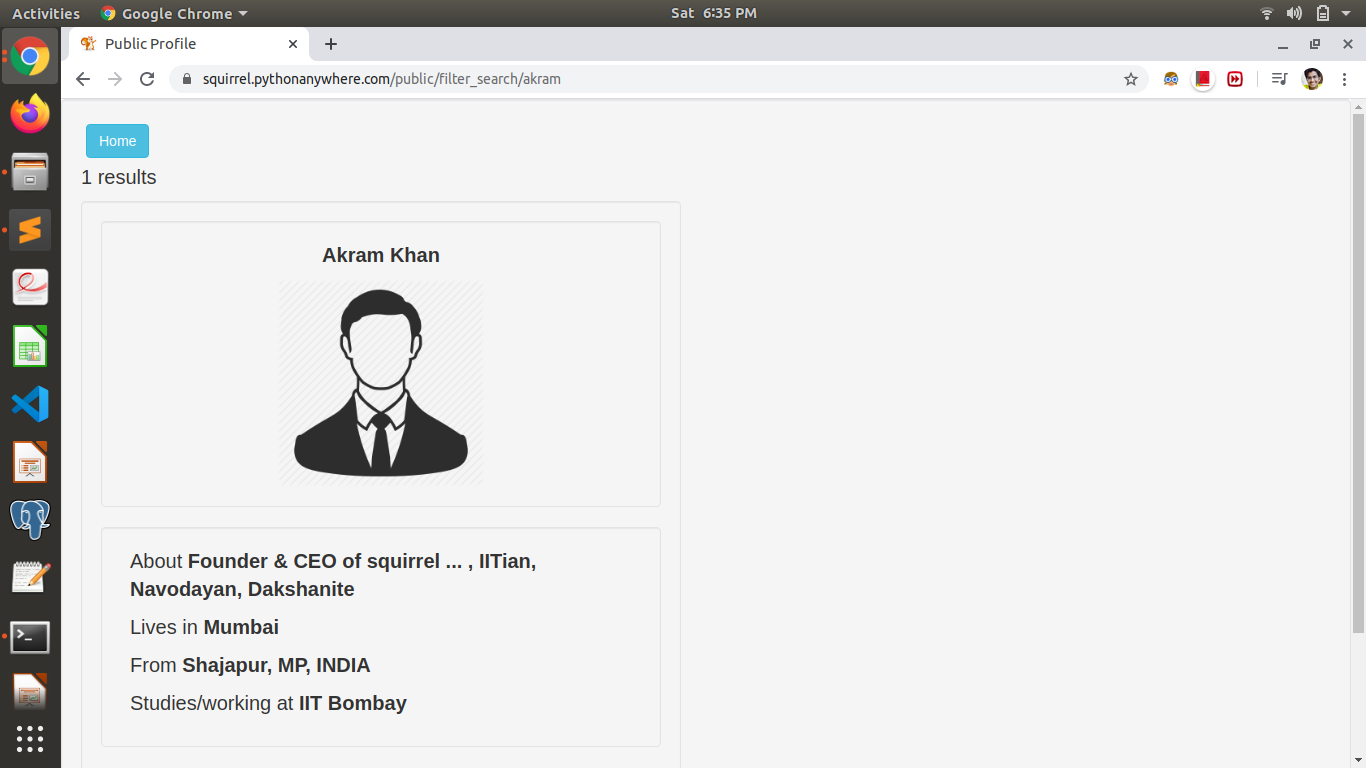 Activities Google Chrome Sat 6:35 PM
Public Profile
squirrel.pythonanywhere.com/public/filter_search/akram
Home
1 results
Akram Khan
About Founder & CEO of squirrel ... , IITian,
Navodayan, Dakshanite
Lives in Mumbai
From Shajapur, MP, INDIA
Studies/working at IIT Bombay